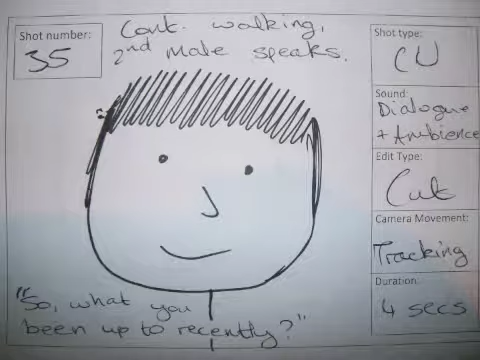 Shot number:
35
Cont. walking,
2nd male speaks.
Shot type:
CU
Sound:
Dialogue
+ Ambience
Edit Type:
Cut
Camera Movement:
Tracking
Duration:
4 secs
"So, what you
been up to recently?"